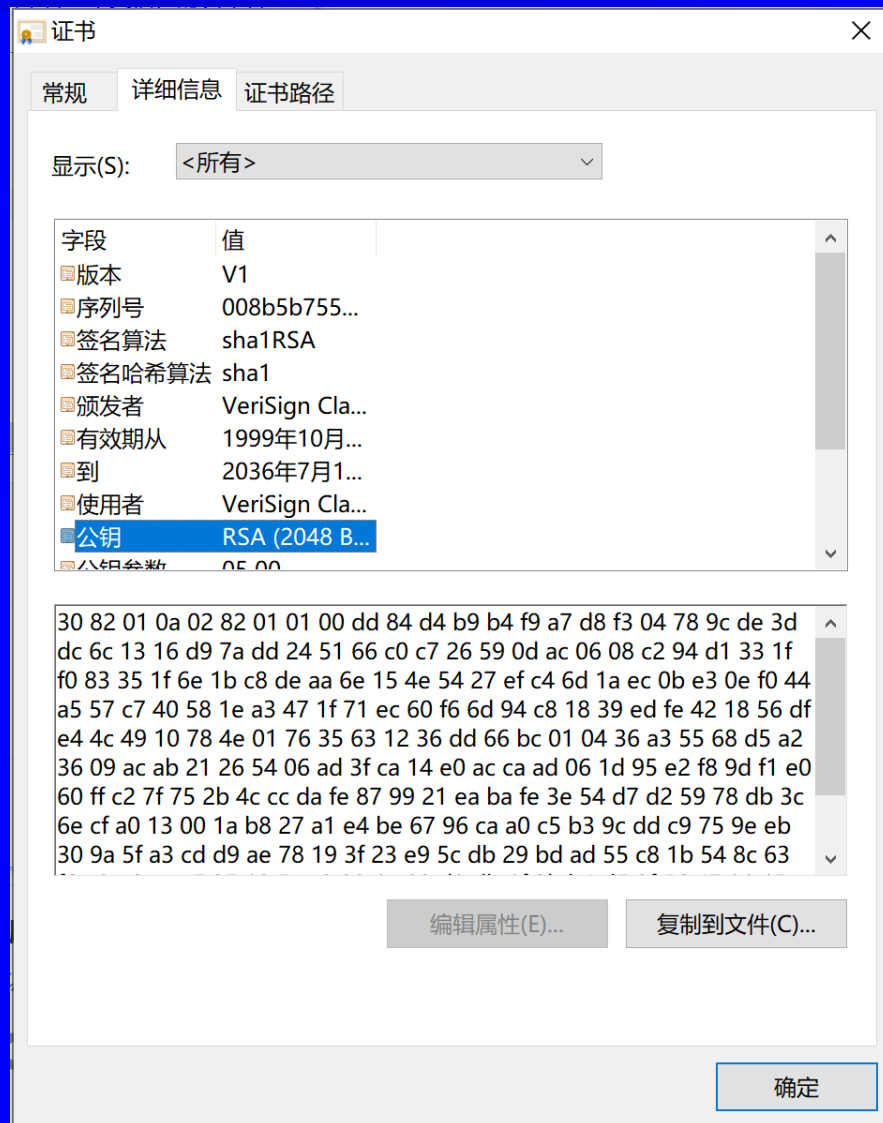 证书
常规 详细信息 证书路径
显示(S): <所有>
字段 值
版本 V1
序列号 008b5b755...
签名算法 sha1RSA
签名哈希算法 sha1
颁发者 VeriSign Cla...
有效期从 1999年10月...
到 2036年7月1...
使用者 VeriSign Cla...
公钥 RSA (2048 B...
公钥参数 05 00
30 82 01 0a 02 82 01 01 00 dd 84 d4 b9 b4 f9 a7 d8 f3 04 78 9c de 3d
dc 6c 13 16 d9 7a dd 24 51 66 c0 c7 26 59 0d ac 06 08 c2 94 d1 33 1f
f0 83 35 1f 6e 1b c8 de aa 6e 15 4e 54 27 ef c4 6d 1a ec 0b e3 0e f0 44
a5 57 c7 40 58 1e a3 47 1f 71 ec 60 f6 6d 94 c8 18 39 ed fe 42 18 56 df
e4 4c 49 10 78 4e 01 76 35 63 12 36 dd 66 bc 01 04 36 a3 55 68 d5 a2
36 09 ac ab 21 26 54 06 ad 3f ca 14 e0 ac ca ad 06 1d 95 e2 f8 9d f1 e0
60 ff c2 7f 75 2b 4c cc da fe 87 99 21 ea ba fe 3e 54 d7 d2 59 78 db 3c
6e cf a0 13 00 1a b8 27 a1 e4 be 67 96 ca a0 c5 b3 9c dd c9 75 9e eb
30 9a 5f a3 cd d9 ae 78 19 3f 23 e9 5c db 29 bd ad 55 c8 1b 54 8c 63
编辑属性(E)... 复制到文件(C)...
确定